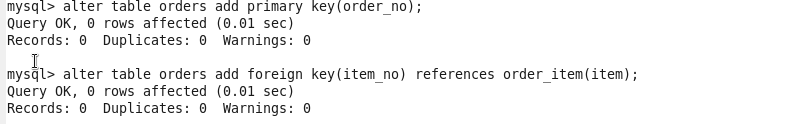 mysql> alter table orders add primary key(order_no);
Query OK, 0 rows affected (0.01 sec)
Records: 0  Duplicates: 0  Warnings: 0
mysql> alter table orders add foreign key(item_no) references order_item(item);
Query OK, 0 rows affected (0.01 sec)
Records: 0  Duplicates: 0  Warnings: 0